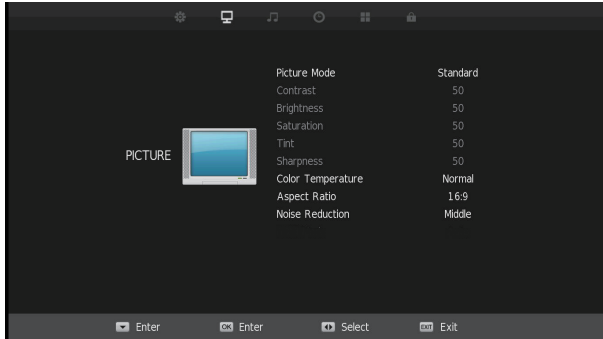 Picture Mode Standard
Contrast 50
Brightness 50
Saturation 50
Tint 50
PICTURE
Sharpness 50
Color Temperature Normal
Aspect Ratio 16:9
Noise Reduction Middle
Enter OK Enter Select EXIT Exit